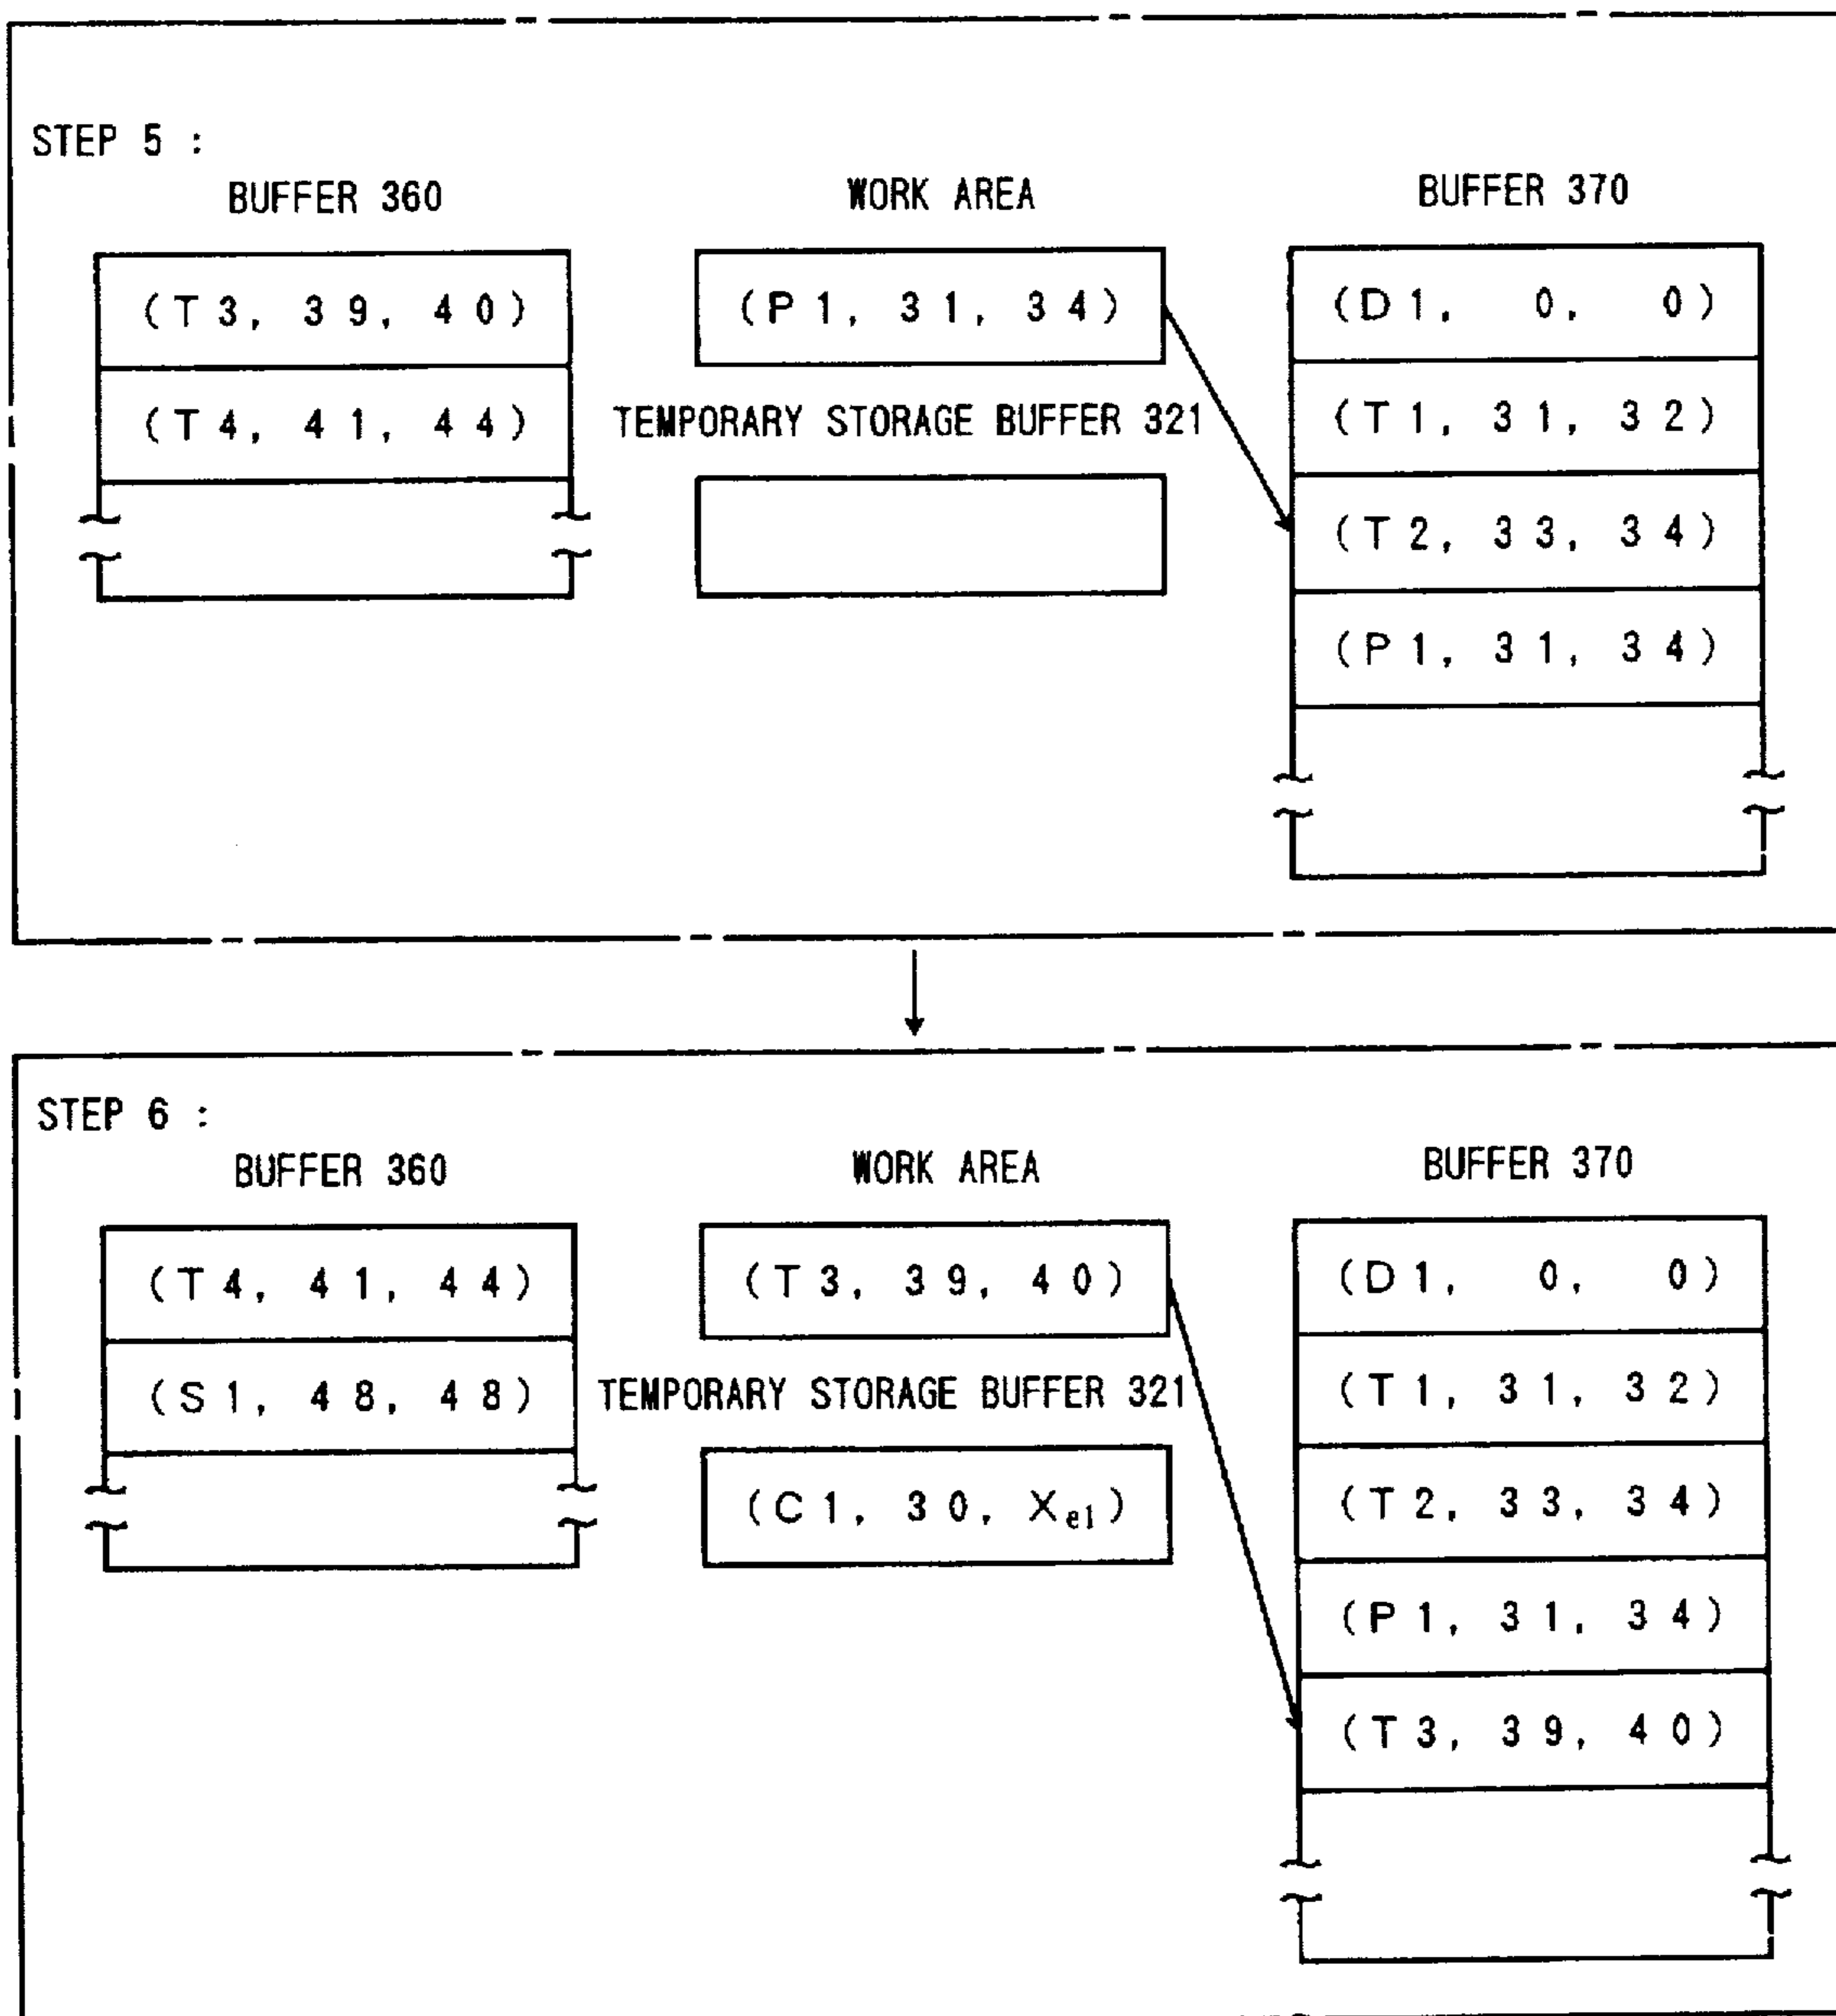 STEP 5 :
BUFFER 360
WORK AREA
BUFFER 370
(T3, 39, 40)
(T4, 41, 44)
(P1, 31, 34)
TEMPORARY STORAGE BUFFER 321
(D1, 0, 0)
(T1, 31, 32)
(T2, 33, 34)
(P1, 31, 34)
STEP 6 :
BUFFER 360
WORK AREA
BUFFER 370
(T4, 41, 44)
(S1, 48, 48)
(T3, 39, 40)
TEMPORARY STORAGE BUFFER 321
(C1, 30, Xe1)
(D1, 0, 0)
(T1, 31, 32)
(T2, 33, 34)
(P1, 31, 34)
(T3, 39, 40)